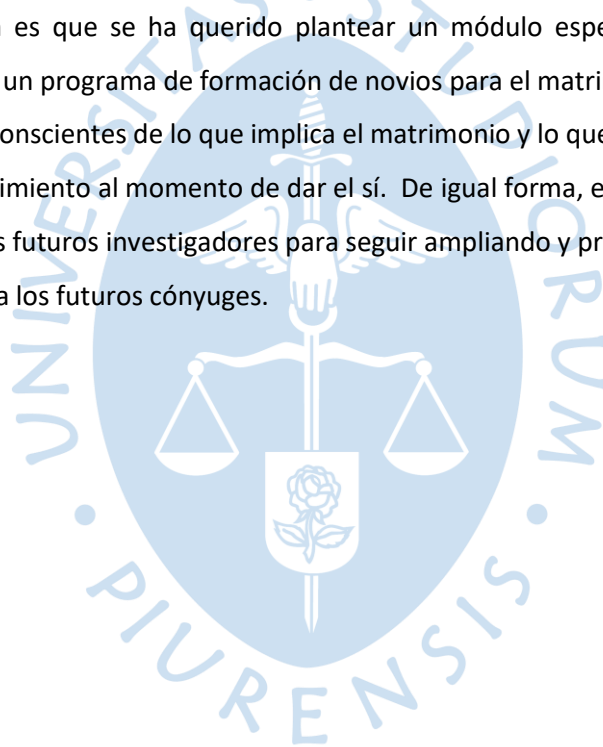 es que se ha querido plantear un módulo espe
un programa de formación de novios para el matri
onscientes de lo que implica el matrimonio y lo que
imiento al momento de dar el sí. De igual forma, e
s futuros investigadores para seguir ampliando y pr
a los futuros cónyuges.
UNIVERSITAS STUDIORUM
PIURENSIS